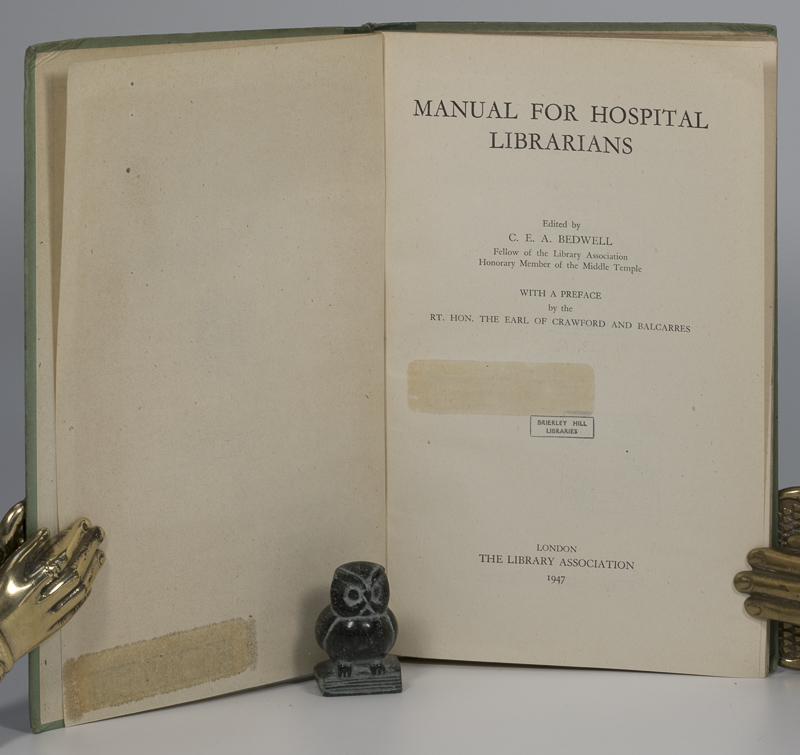 MANUAL FOR HOSPITAL
LIBRARIANS
Edited by
C. E. A. BEDWELL
Fellow of the Library Association
Honorary Member of the Middle Temple
WITH A PREFACE
by the
RT. HON. THE EARL OF CRAWFORD AND BALCARRES
BRIERLEY HILL
LIBRARIES
LONDON
THE LIBRARY ASSOCIATION
1947